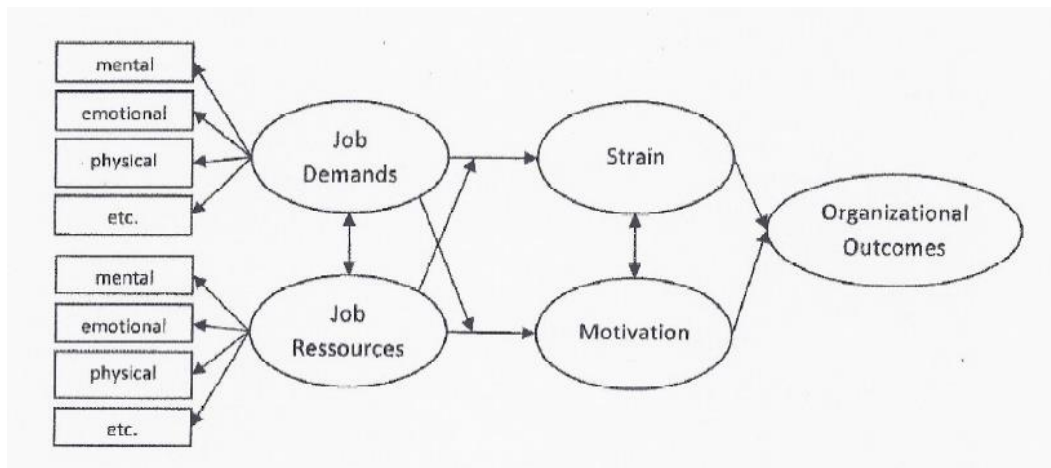 mental
emotional
physical
etc.
Job
Demands
Strain
Organizational
Outcomes
mental
emotional
physical
etc.
Job
Ressources
Motivation